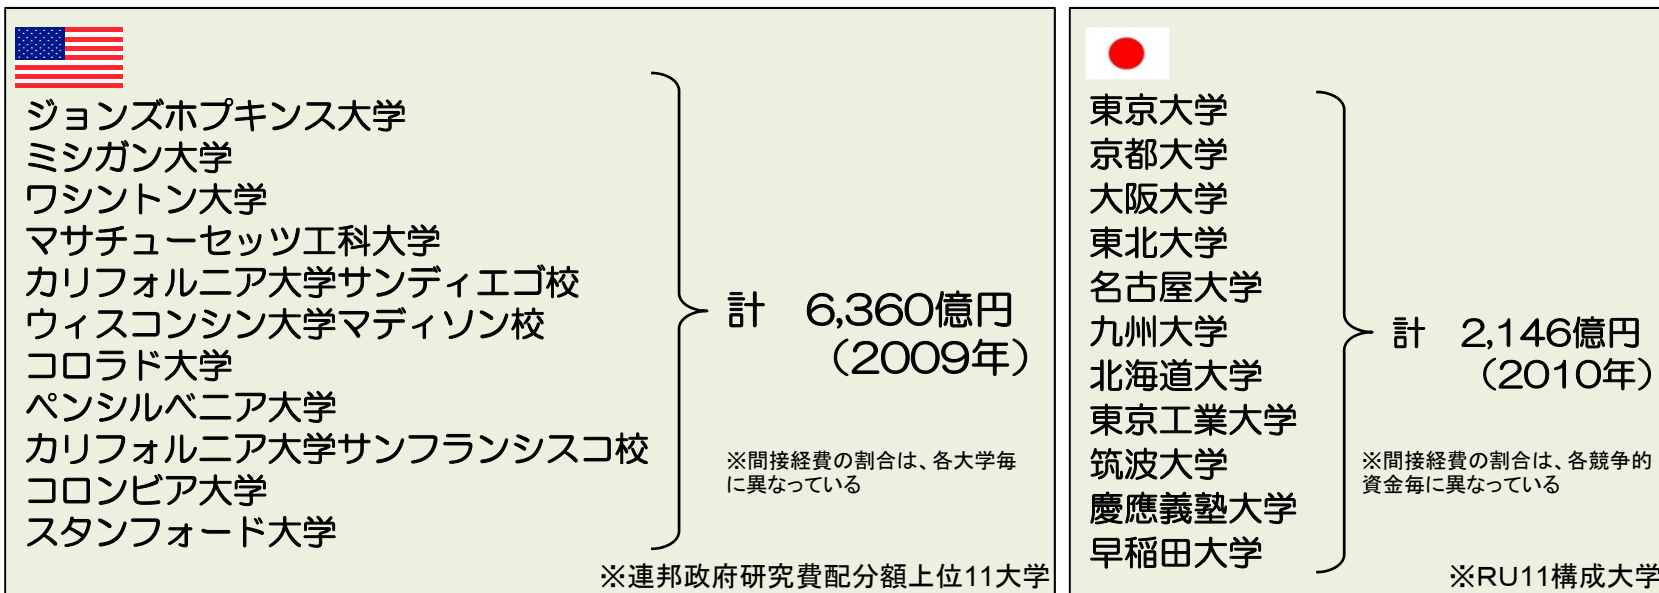 ジョンズホプキンス大学
ミシガン大学
ワシントン大学
マサチューセッツ工科大学
カリフォルニア大学サンディエゴ校
ウィスコンシン大学マディソン校
コロラド大学
ペンシルベニア大学
カリフォルニア大学サンフランシスコ校
コロンビア大学
スタンフォード大学
計 6,360億円
(2009年)
※間接経費の割合は、各大学毎
に異なっている
※連邦政府研究費配分額上位11大学
東京大学
京都大学
大阪大学
東北大学
名古屋大学
九州大学
北海道大学
東京工業大学
筑波大学
慶應義塾大学
早稲田大学
計 2,146億円
(2010年)
※間接経費の割合は、各競争的
資金毎に異なっている
※RU11構成大学